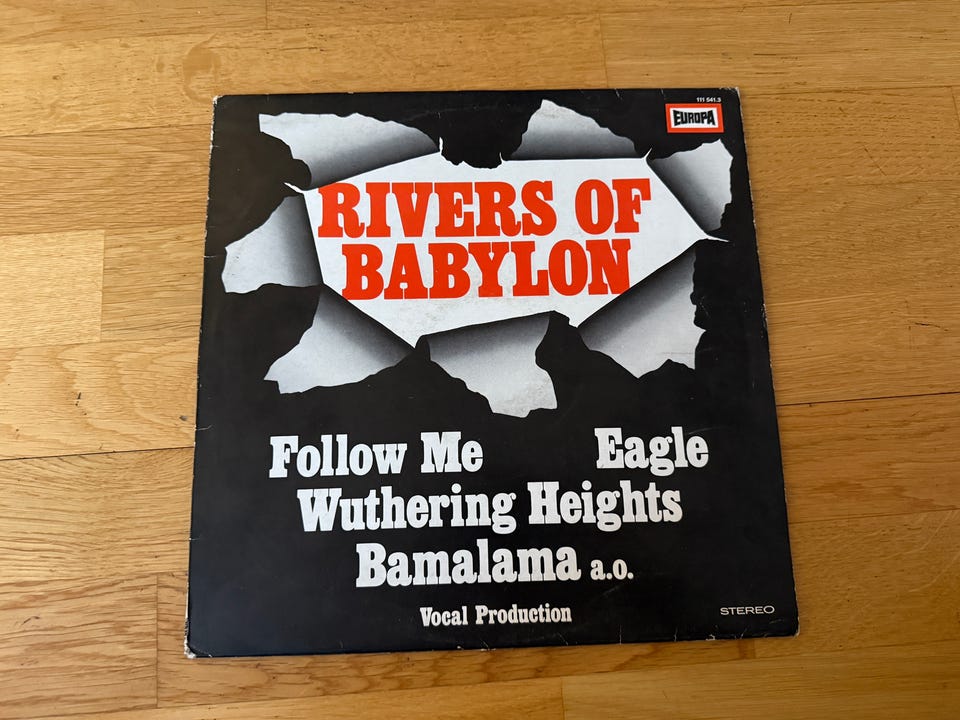 111 541.3
EUROPA
RIVERS OF
BABYLON
Follow Me Eagle
Wuthering Heights
Bamalama a.o.
Vocal Production
STEREO